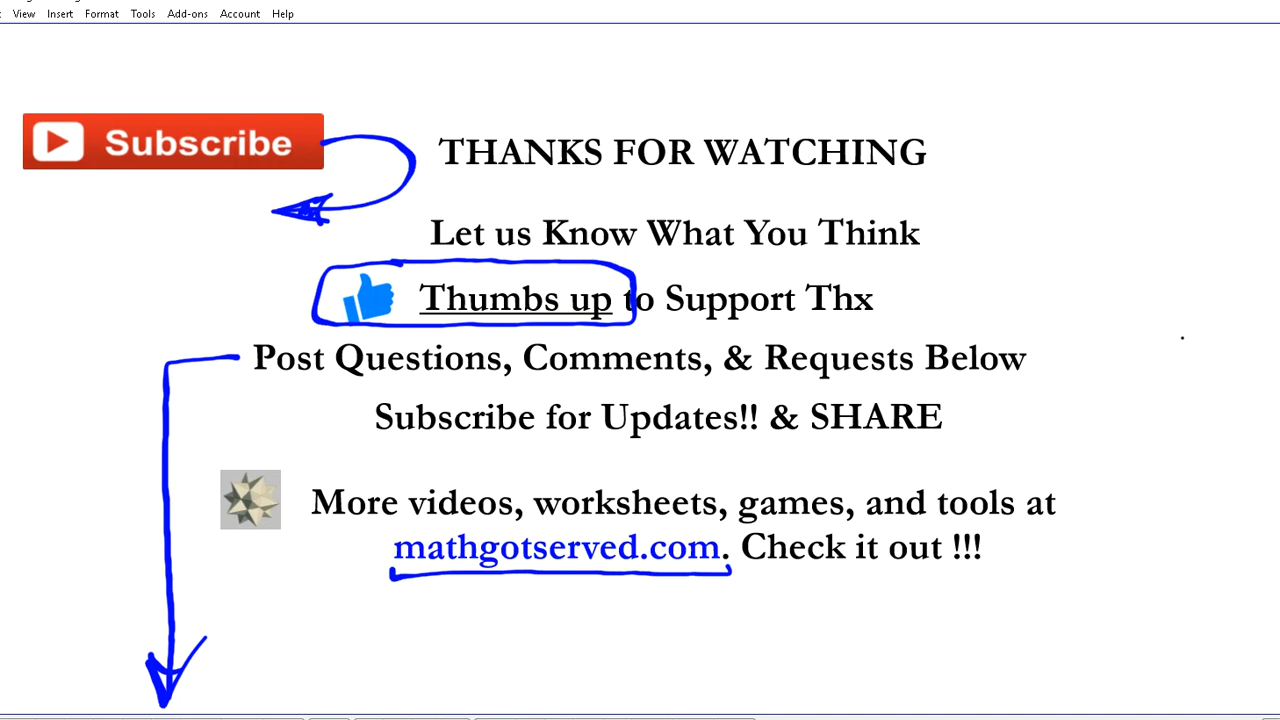 View Insert Format Tools Add-ons Account Help
Subscribe
THANKS FOR WATCHING
Let us Know What You Think
Thumbs up to Support Thx
Post Questions, Comments, & Requests Below
Subscribe for Updates!! & SHARE
More videos, worksheets, games, and tools at
mathgotserved.com. Check it out !!!